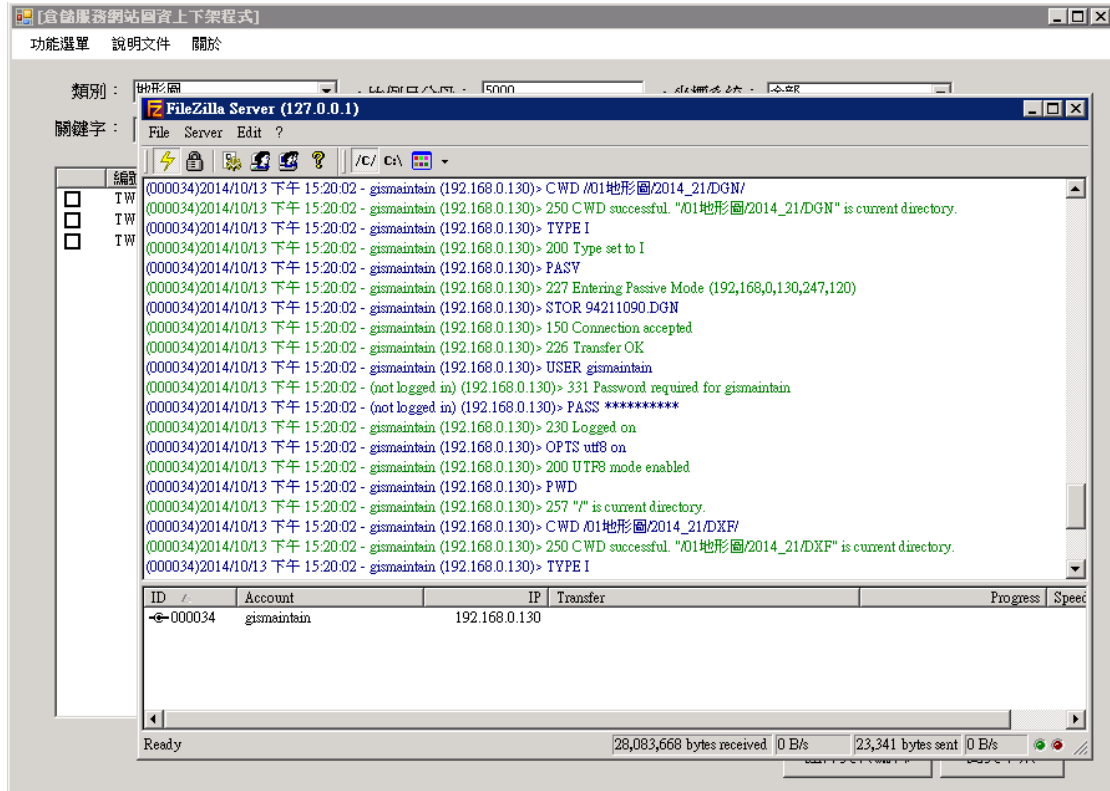 [倉儲服務網站圖資上下架程式]
功能選單 說明文件 關於
類別： 地形圖 5000
FileZilla Server (127.0.0.1)
關鍵字：
File Server Edit ?
/C/ C:\
編號
(000034)2014/10/13 下午 15:20:02 - gismaintain (192.168.0.130)> CWD //01地形圖/2014_21/DGN/
TW
(000034)2014/10/13 下午 15:20:02 - gismaintain (192.168.0.130)> 250 CWD successful. "/01地形圖/2014_21/DGN" is current directory.
TW
(000034)2014/10/13 下午 15:20:02 - gismaintain (192.168.0.130)> TYPE I
TW
(000034)2014/10/13 下午 15:20:02 - gismaintain (192.168.0.130)> 200 Type set to I
(000034)2014/10/13 下午 15:20:02 - gismaintain (192.168.0.130)> PASV
(000034)2014/10/13 下午 15:20:02 - gismaintain (192.168.0.130)> 227 Entering Passive Mode (192,168,0,130,247,120)
(000034)2014/10/13 下午 15:20:02 - gismaintain (192.168.0.130)> STOR 94211090.DGN
(000034)2014/10/13 下午 15:20:02 - gismaintain (192.168.0.130)> 150 Connection accepted
(000034)2014/10/13 下午 15:20:02 - gismaintain (192.168.0.130)> 226 Transfer OK
(000034)2014/10/13 下午 15:20:02 - gismaintain (192.168.0.130)> USER gismaintain
(000034)2014/10/13 下午 15:20:02 - (not logged in) (192.168.0.130)> 331 Password required for gismaintain
(000034)2014/10/13 下午 15:20:02 - (not logged in) (192.168.0.130)> PASS **********
(000034)2014/10/13 下午 15:20:02 - gismaintain (192.168.0.130)> 230 Logged on
(000034)2014/10/13 下午 15:20:02 - gismaintain (192.168.0.130)> OPTS utf8 on
(000034)2014/10/13 下午 15:20:02 - gismaintain (192.168.0.130)> 200 UTF8 mode enabled
(000034)2014/10/13 下午 15:20:02 - gismaintain (192.168.0.130)> PWD
(000034)2014/10/13 下午 15:20:02 - gismaintain (192.168.0.130)> 257 "/" is current directory.
(000034)2014/10/13 下午 15:20:02 - gismaintain (192.168.0.130)> CWD /01地形圖/2014_21/DXF/
(000034)2014/10/13 下午 15:20:02 - gismaintain (192.168.0.130)> 250 CWD successful. "/01地形圖/2014_21/DXF" is current directory.
(000034)2014/10/13 下午 15:20:02 - gismaintain (192.168.0.130)> TYPE I
ID Account IP Transfer Progress Speed
000034 gismaintain 192.168.0.130
Ready 28,083,668 bytes received 0 B/s 23,341 bytes sent 0 B/s